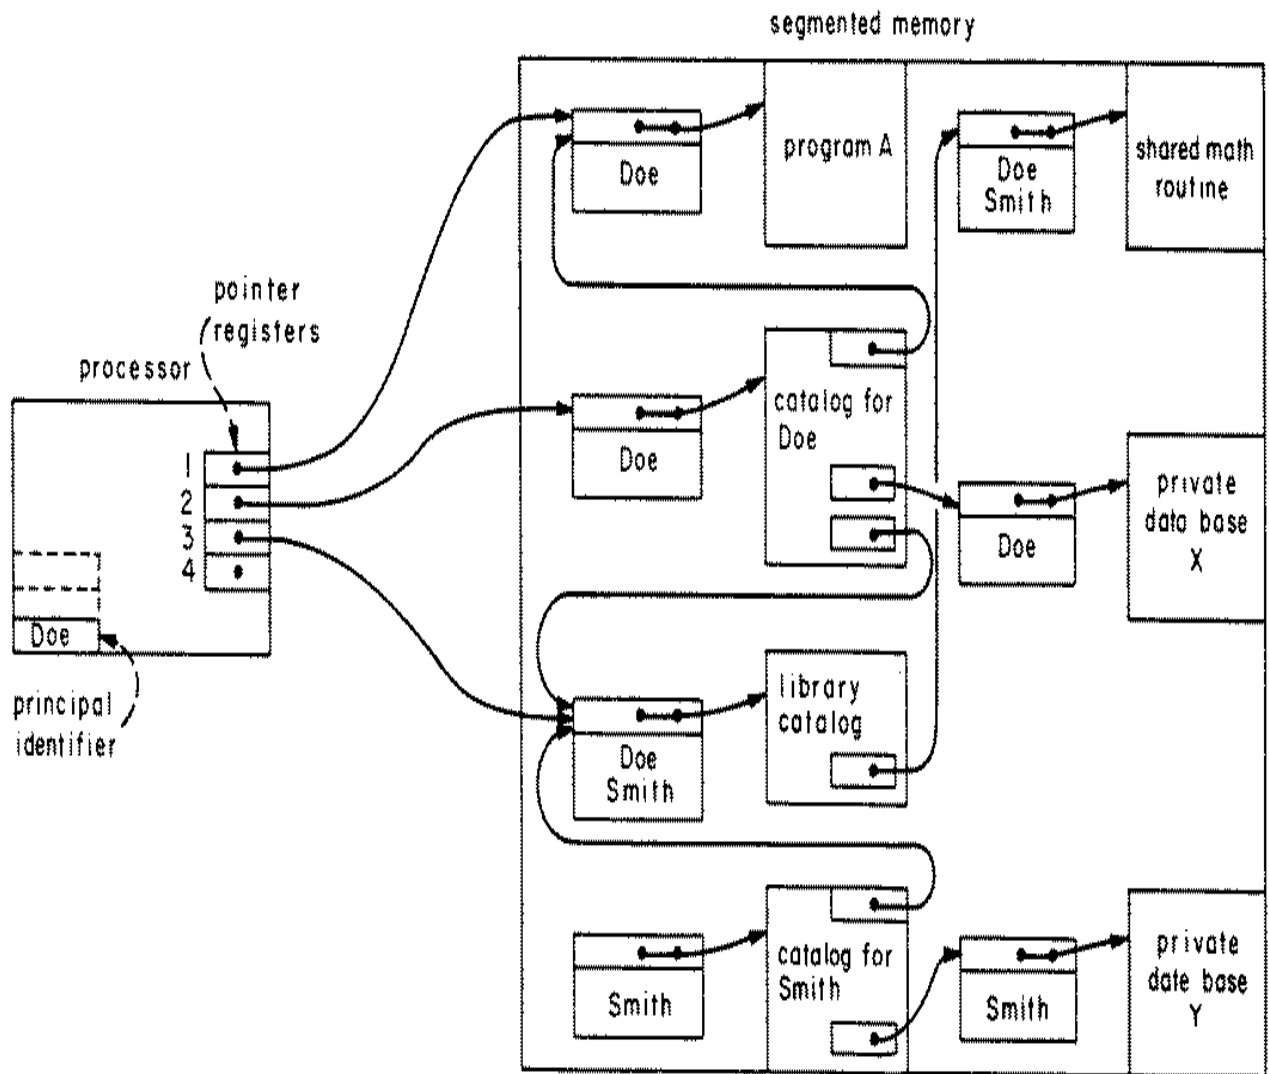 segmented memory
program A
Doe
Doe
Smith
shared math
routine
pointer
registers
processor
1
2
3
4
Doe
principal
identifier
Doe
catalog for
Doe
Doe
private
data base
X
Doe
Smith
library
catalog
Smith
catalog for
Smith
Smith
private
date base
Y